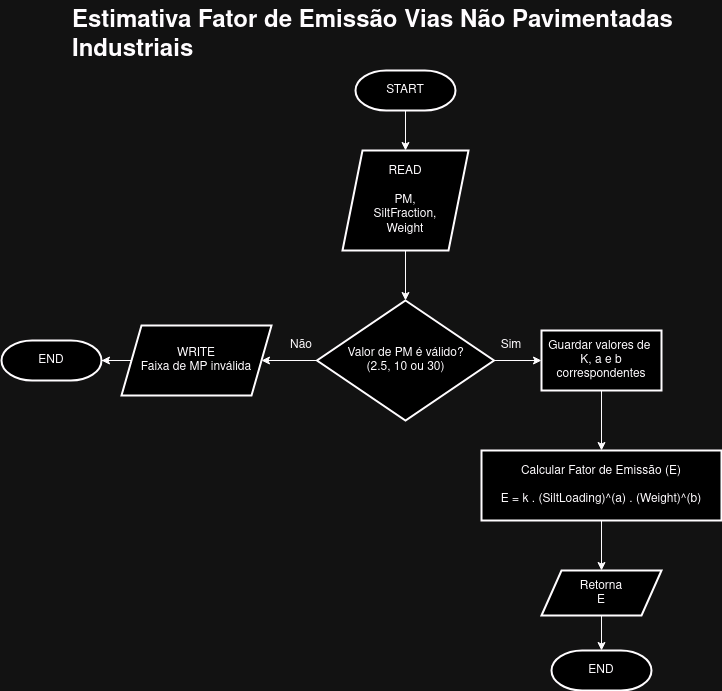 Estimativa Fator de Emissão Vias Não Pavimentadas
Industriais
START
READ
PM,
SiltFraction,
Weight
Valor de PM é válido?
(2.5, 10 ou 30)
Não
WRITE
Faixa de MP inválida
END
Sim
Guardar valores de
K, a e b
correspondentes
Calcular Fator de Emissão (E)
E = k . (SiltLoading)^(a) . (Weight)^(b)
Retorna
E
END